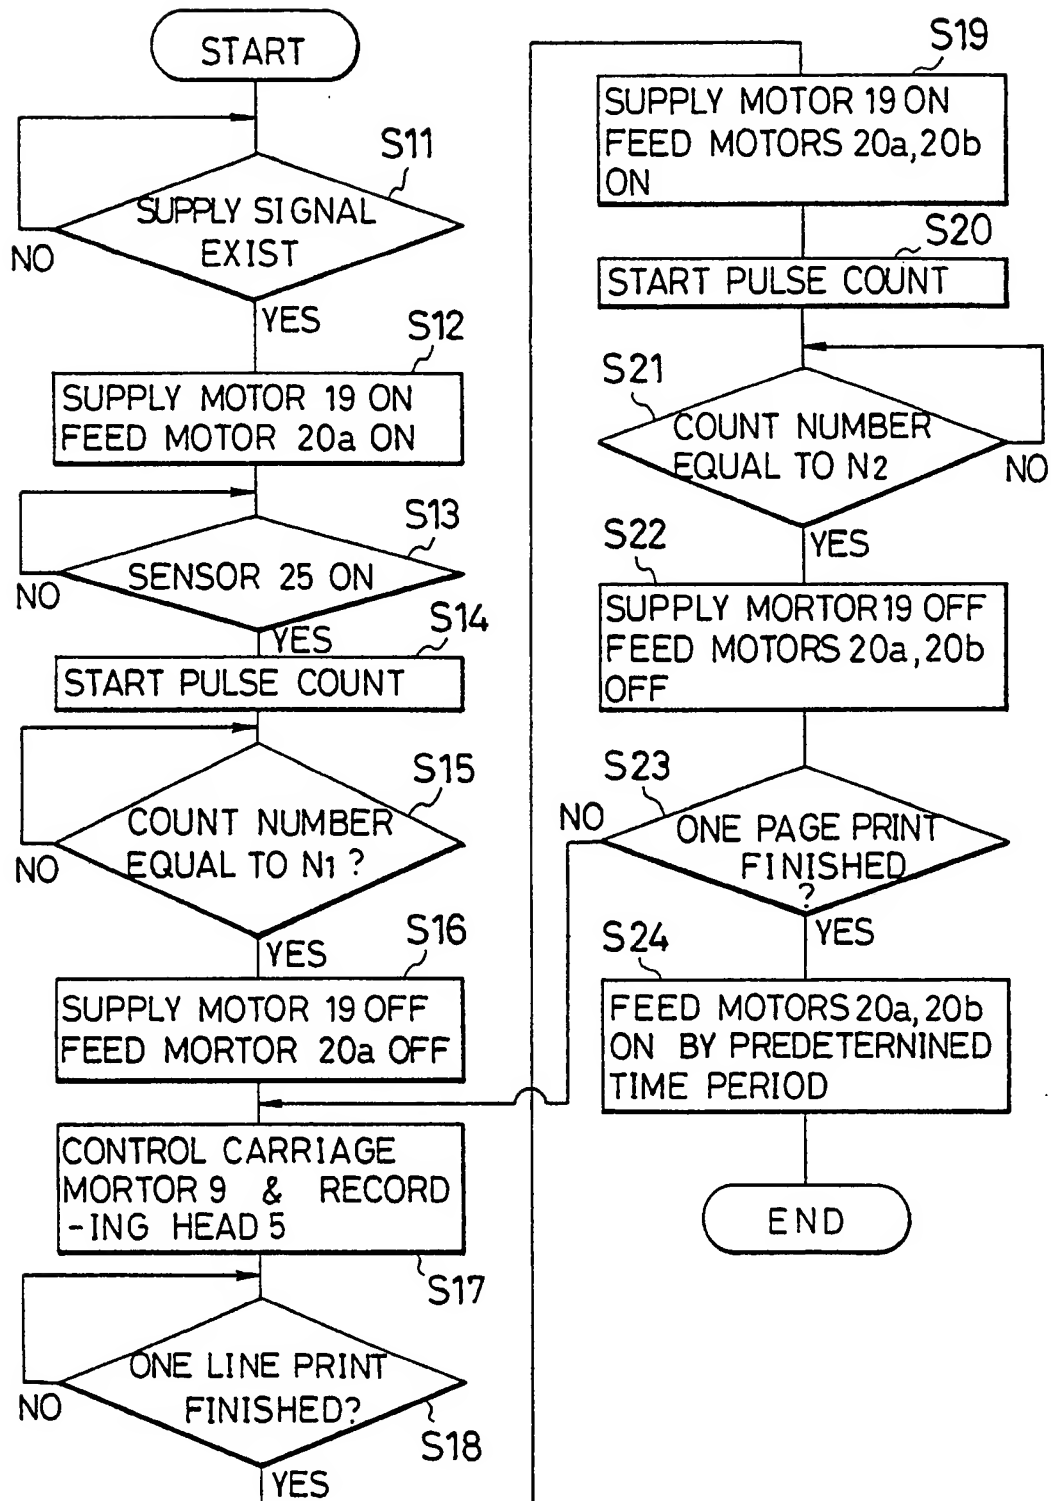 START
S11
SUPPLY SIGNAL
EXIST
NO
YES
S12
SUPPLY MOTOR 19 ON
FEED MOTOR 20a ON
S13
SENSOR 25 ON
NO
YES
S14
START PULSE COUNT
S15
COUNT NUMBER
EQUAL TO N1 ?
NO
YES
S16
SUPPLY MOTOR 19 OFF
FEED MORTOR 20a OFF
CONTROL CARRIAGE
MORTOR 9 & RECORD
-ING HEAD 5
S17
ONE LINE PRINT
FINISHED?
NO
S18
YES
S19
SUPPLY MOTOR 19 ON
FEED MOTORS 20a, 20b
ON
S20
START PULSE COUNT
S21
COUNT NUMBER
EQUAL TO N2
NO
YES
S22
SUPPLY MORTOR 19 OFF
FEED MOTORS 20a, 20b
OFF
S23
NO
ONE PAGE PRINT
FINISHED
?
YES
S24
FEED MOTORS 20a, 20b
ON BY PREDETERNINED
TIME PERIOD
END